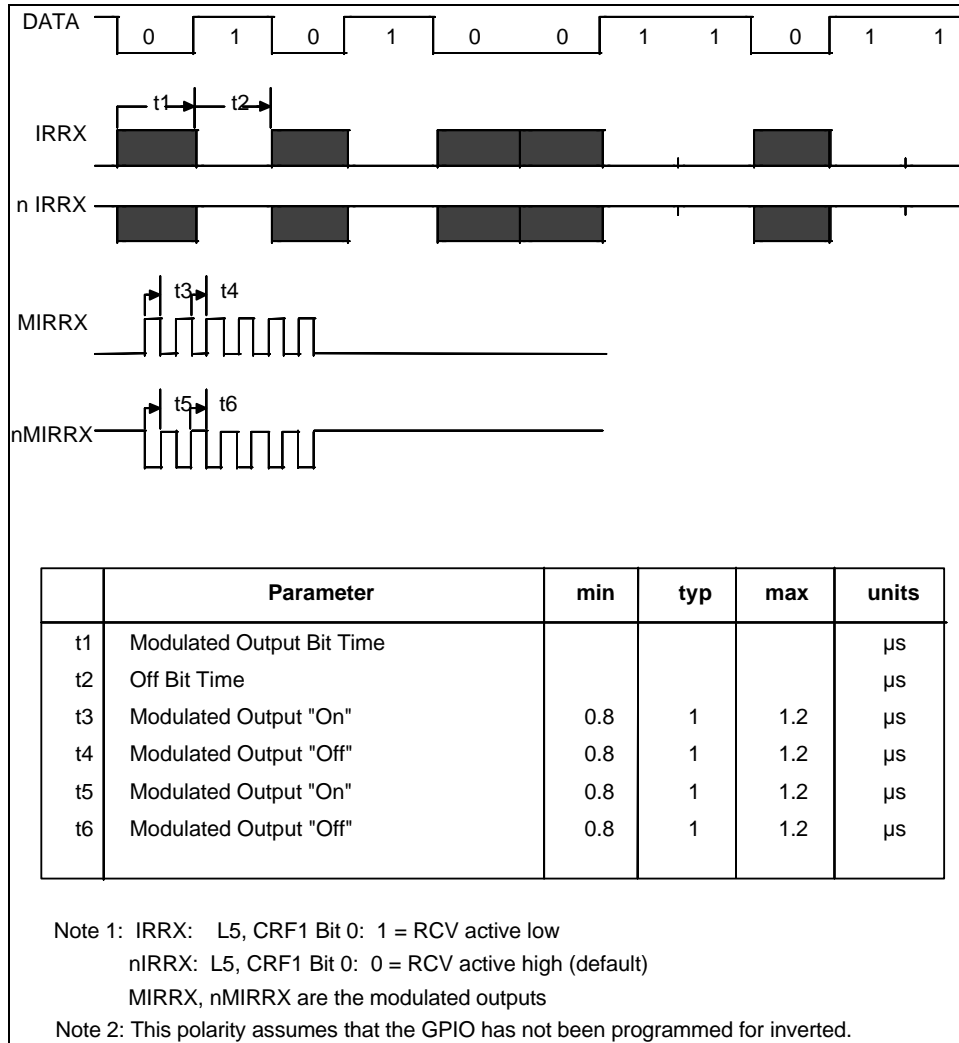 DATA
0 1 0 1 0 0 1 1 0 1 1
t1 t2
IRRX
n IRRX
t3 t4
MIRRX
t5 t6
nMIRRX
Parameter min typ max units
t1 Modulated Output Bit Time µs
t2 Off Bit Time µs
t3 Modulated Output "On" 0.8 1 1.2 µs
t4 Modulated Output "Off" 0.8 1 1.2 µs
t5 Modulated Output "On" 0.8 1 1.2 µs
t6 Modulated Output "Off" 0.8 1 1.2 µs
Note 1: IRRX: L5, CRF1 Bit 0: 1 = RCV active low
nIRRX: L5, CRF1 Bit 0: 0 = RCV active high (default)
MIRRX, nMIRRX are the modulated outputs
Note 2: This polarity assumes that the GPIO has not been programmed for inverted.